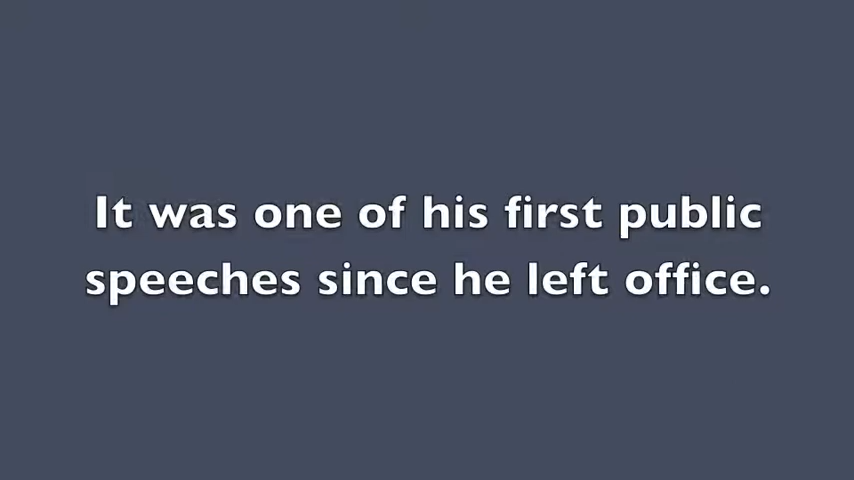 It was one of his first public
speeches since he left office.